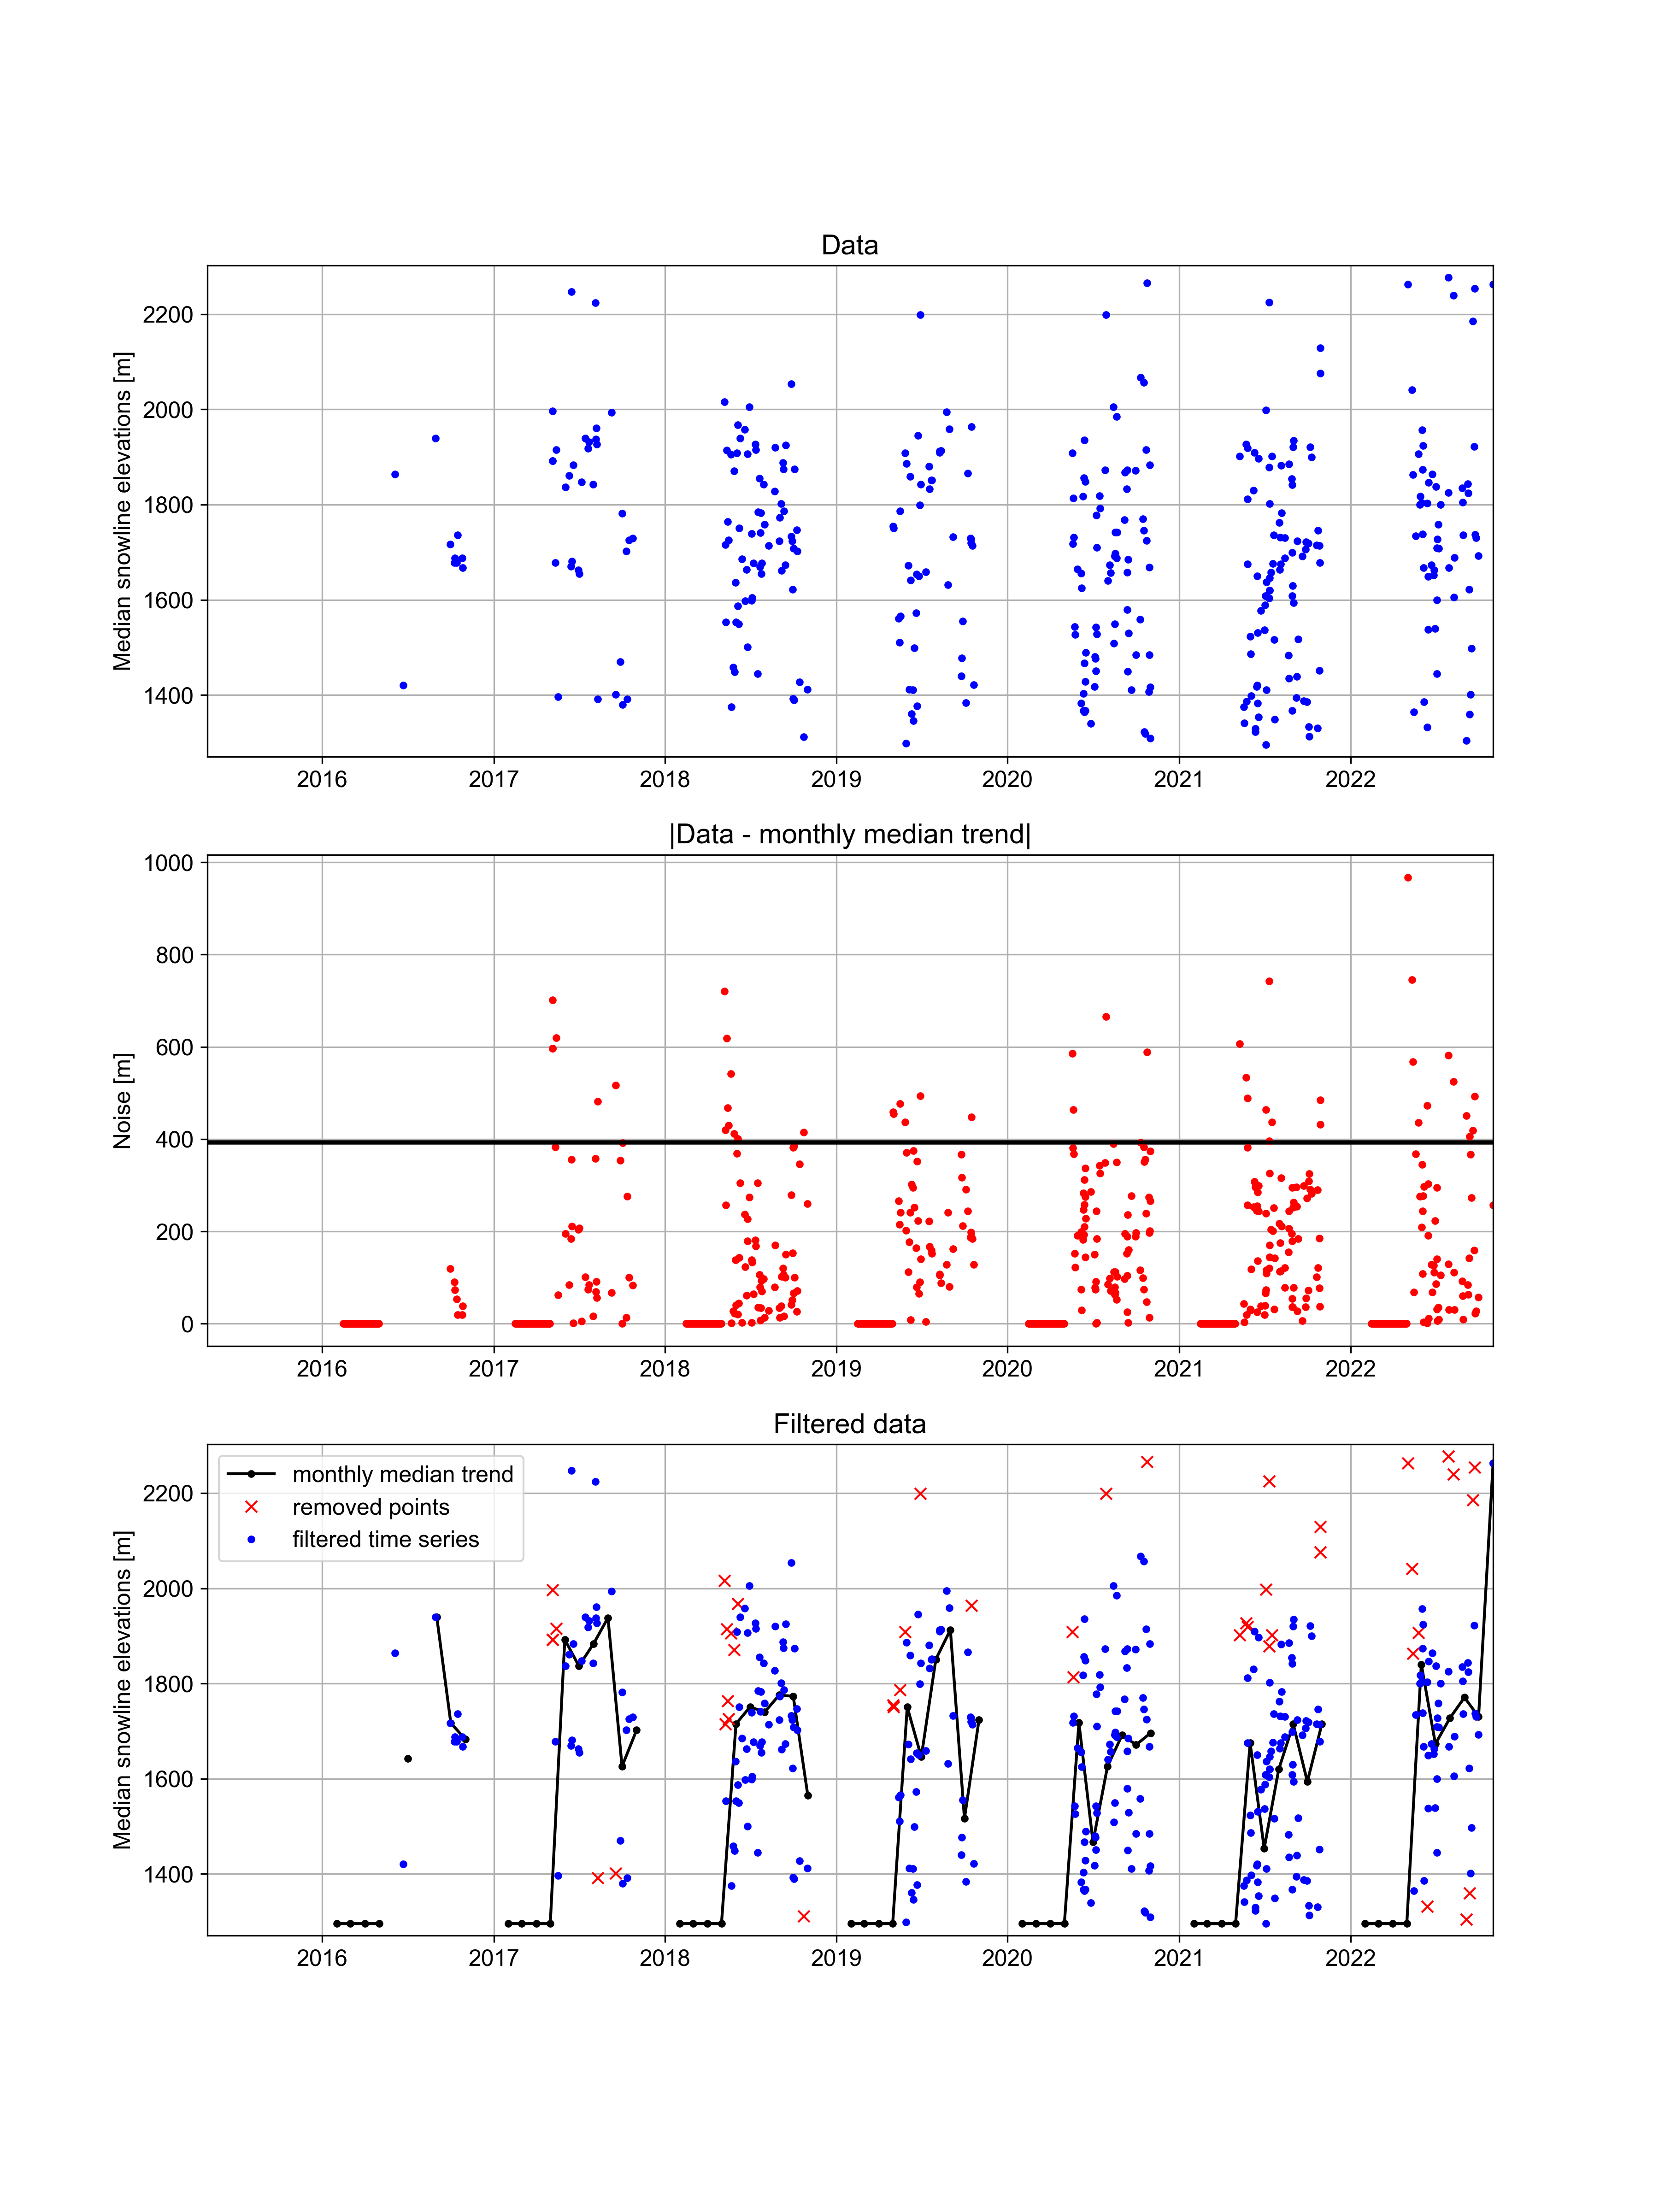 Data
Median snowline elevations [m]
2200
2000
1800
1600
1400
2016 2017 2018 2019 2020 2021 2022
|Data - monthly median trend|
Noise [m]
1000
800
600
400
200
0
2016 2017 2018 2019 2020 2021 2022
Filtered data
Median snowline elevations [m]
2200
2000
1800
1600
1400
monthly median trend
removed points
filtered time series
2016 2017 2018 2019 2020 2021 2022